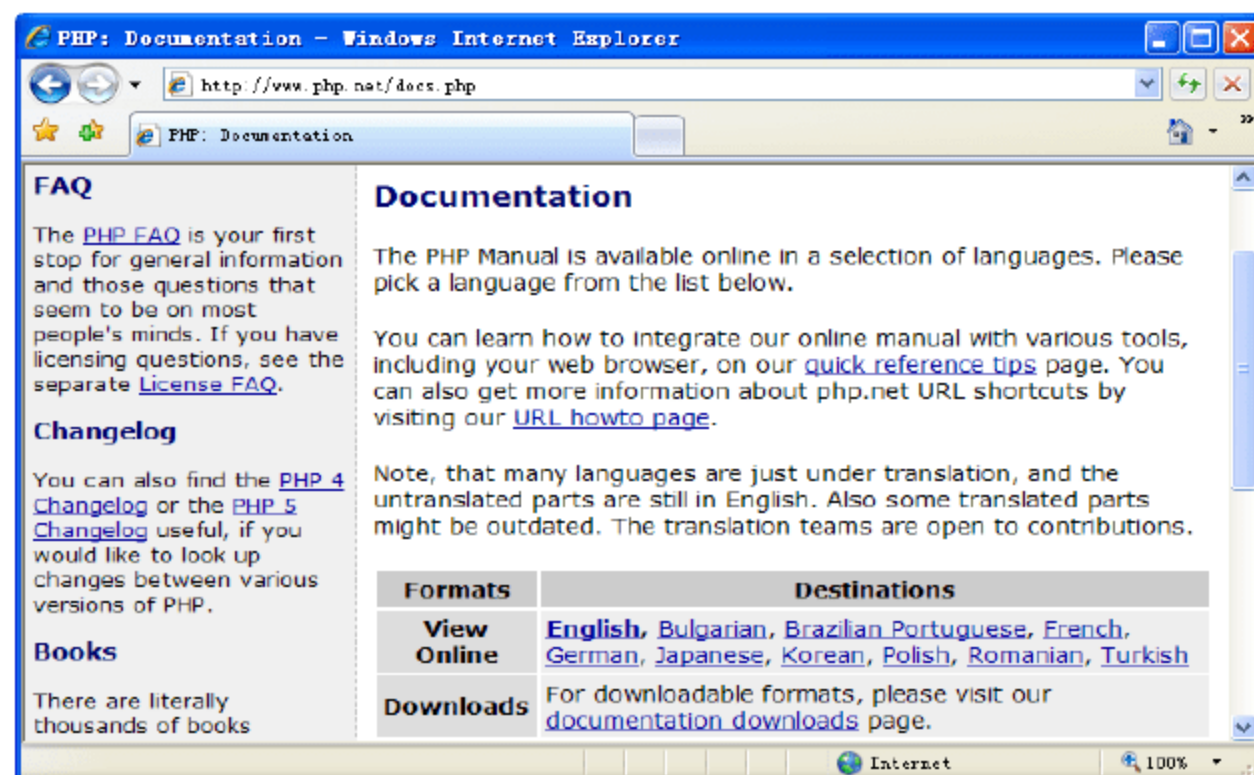 PHP: Documentation - Windows Internet Explorer
http://www.php.net/docs.php
PHP: Documentation
FAQ
The PHP FAQ is your first
stop for general information
and those questions that
seem to be on most
people's minds. If you have
licensing questions, see the
separate License FAQ.
Changelog
You can also find the PHP 4
Changelog or the PHP 5
Changelog useful, if you
would like to look up
changes between various
versions of PHP.
Books
There are literally
thousands of books
Documentation
The PHP Manual is available online in a selection of languages. Please
pick a language from the list below.
You can learn how to integrate our online manual with various tools,
including your web browser, on our quick reference tips page. You
can also get more information about php.net URL shortcuts by
visiting our URL howto page.
Note, that many languages are just under translation, and the
untranslated parts are still in English. Also some translated parts
might be outdated. The translation teams are open to contributions.
Formats Destinations
View Online English, Bulgarian, Brazilian Portuguese, French,
German, Japanese, Korean, Polish, Romanian, Turkish
Downloads For downloadable formats, please visit our
documentation downloads page.
Internet 100%